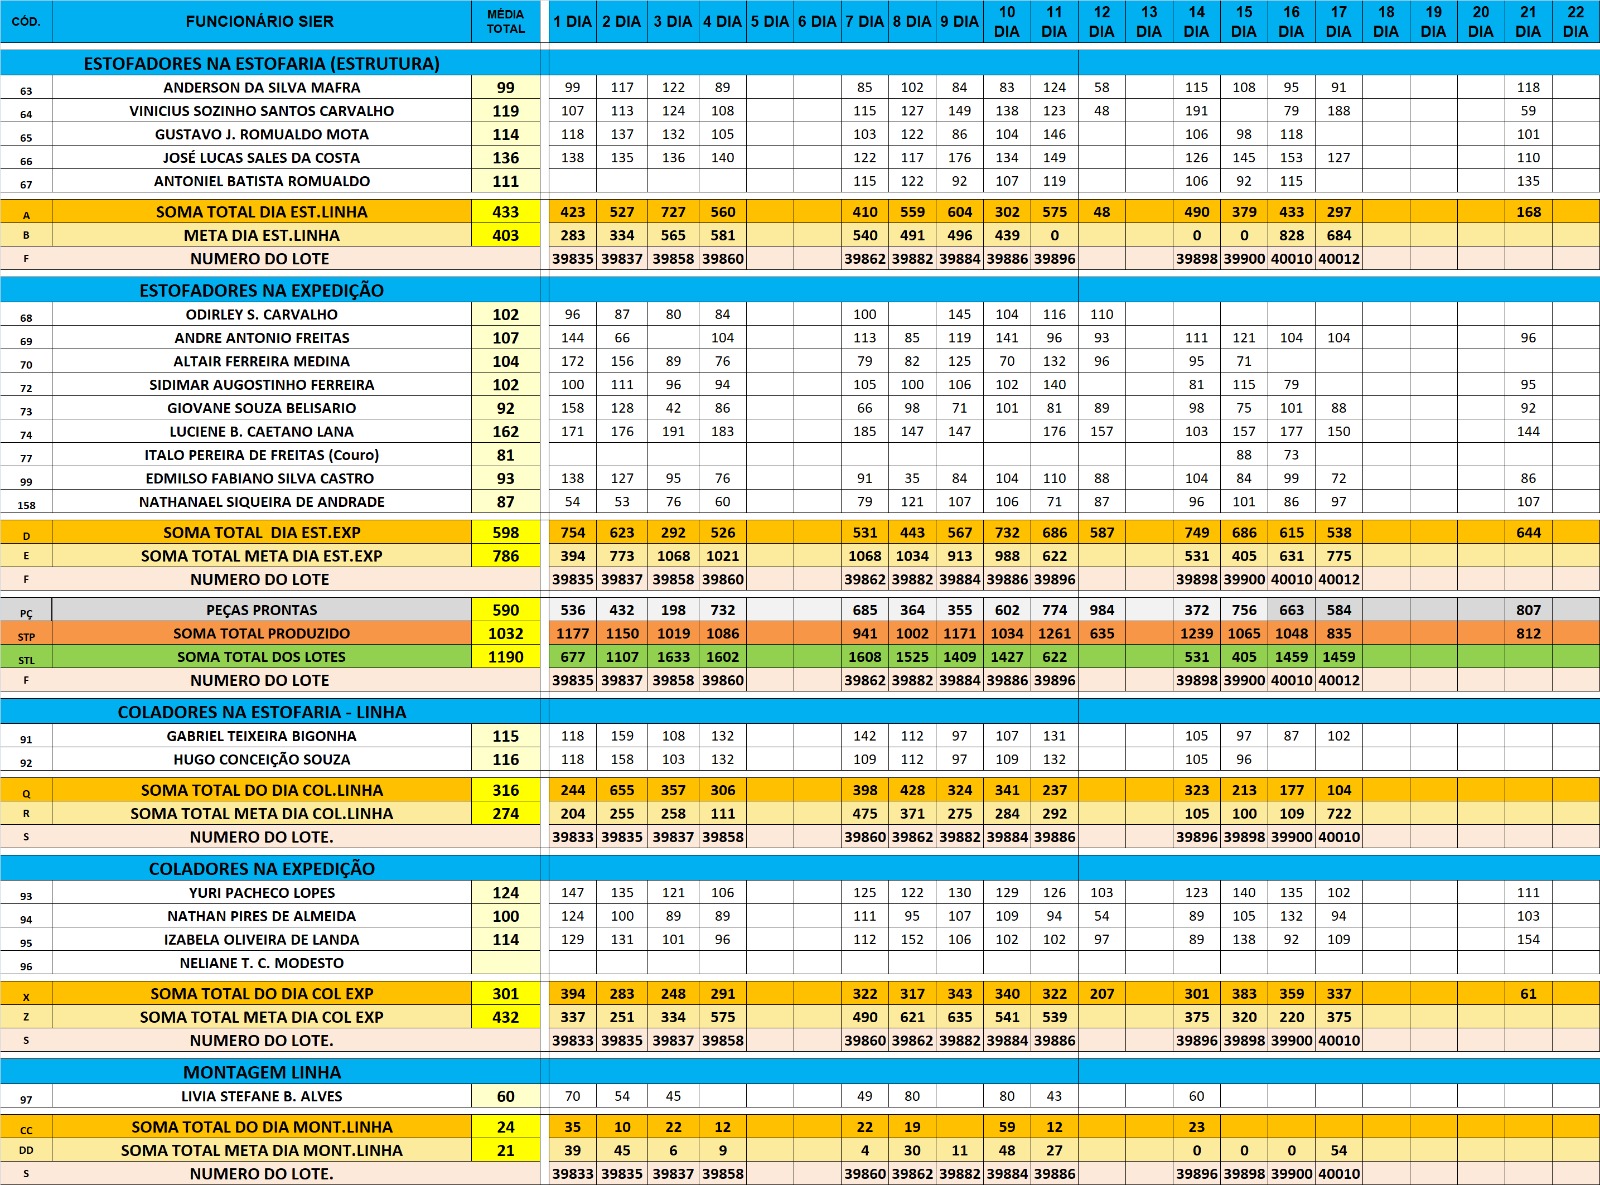 CÓD. FUNCIONÁRIO SIER MÉDIA TOTAL 1 DIA 2 DIA 3 DIA 4 DIA 5 DIA 6 DIA 7 DIA 8 DIA 9 DIA 10 DIA 11 DIA 12 DIA 13 DIA 14 DIA 15 DIA 16 DIA 17 DIA 18 DIA 19 DIA 20 DIA 21 DIA 22 DIA
ESTOFADORES NA ESTOFARIA (ESTRUTURA)
63 ANDERSON DA SILVA MAFRA 99 99 117 122 89 85 102 84 83 124 58 115 108 95 91 118
64 VINICIUS SOZINHO SANTOS CARVALHO 119 107 113 124 108 115 127 149 138 123 48 191 79 188 59
65 GUSTAVO J. ROMUALDO MOTA 114 118 137 132 105 103 122 86 104 146 106 98 118 101
66 JOSÉ LUCAS SALES DA COSTA 136 138 135 136 140 122 117 176 134 149 126 145 153 127 110
67 ANTONIEL BATISTA ROMUALDO 111 115 122 92 107 119 106 92 115 135
A SOMA TOTAL DIA EST.LINHA 433 423 527 727 560 410 559 604 302 575 48 490 379 433 297 168
B META DIA EST.LINHA 403 283 334 565 581 540 491 496 439 0 0 0 828 684
F NUMERO DO LOTE 39835 39837 39858 39860 39862 39882 39884 39886 39896 39898 39900 40010 40012
ESTOFADORES NA EXPEDIÇÃO
68 ODIRLEY S. CARVALHO 102 96 87 80 84 100 145 104 116 110
69 ANDRE ANTONIO FREITAS 107 144 66 104 113 85 119 141 96 93 111 121 104 104 96
70 ALTAIR FERREIRA MEDINA 104 172 156 89 76 79 82 125 70 132 96 95 71
72 SIDIMAR AUGOSTINHO FERREIRA 102 100 111 96 94 105 100 106 102 140 81 115 79 95
73 GIOVANE SOUZA BELISARIO 92 158 128 42 86 66 98 71 101 81 89 98 75 101 88 92
74 LUCIENE B. CAETANO LANA 162 171 176 191 183 185 147 147 176 157 103 157 177 150 144
77 ITALO PEREIRA DE FREITAS (Couro) 81 88 73
99 EDMILSO FABIANO SILVA CASTRO 93 138 127 95 76 91 35 84 104 110 88 104 84 99 72 86
158 NATHANAEL SIQUEIRA DE ANDRADE 87 54 53 76 60 79 121 107 106 71 87 96 101 86 97 107
D SOMA TOTAL DIA EST.EXP 598 754 623 292 526 531 443 567 732 686 587 749 686 615 538 644
E SOMA TOTAL META DIA EST.EXP 786 394 773 1068 1021 1068 1034 913 988 622 531 405 631 775
F NUMERO DO LOTE 39835 39837 39858 39860 39862 39882 39884 39886 39896 39898 39900 40010 40012
PÇ PEÇAS PRONTAS 590 536 432 198 732 685 364 355 602 774 984 372 756 663 584 807
STP SOMA TOTAL PRODUZIDO 1032 1177 1150 1019 1086 941 1002 1171 1034 1261 635 1239 1065 1048 835 812
STL SOMA TOTAL DOS LOTES 1190 677 1107 1633 1602 1608 1525 1409 1427 622 531 405 1459 1459
F NUMERO DO LOTE 39835 39837 39858 39860 39862 39882 39884 39886 39896 39898 39900 40010 40012
COLADORES NA ESTOFARIA - LINHA
91 GABRIEL TEIXEIRA BIGONHA 115 118 159 108 132 142 112 97 107 131 105 97 87 102
92 HUGO CONCEIÇÃO SOUZA 116 118 158 103 132 109 112 97 109 132 105 96
Q SOMA TOTAL DO DIA COL.LINHA 316 244 655 357 306 398 428 324 341 237 323 213 177 104
R SOMA TOTAL META DIA COL.LINHA 274 204 255 258 111 475 371 275 284 292 105 100 109 722
S NUMERO DO LOTE. 39833 39835 39837 39858 39860 39862 39882 39884 39886 39896 39898 39900 40010
COLADORES NA EXPEDIÇÃO
93 YURI PACHECO LOPES 124 147 135 121 106 125 122 130 129 126 103 123 140 135 102 111
94 NATHAN PIRES DE ALMEIDA 100 124 100 89 89 111 95 107 109 94 54 89 105 132 94 103
95 IZABELA OLIVEIRA DE LANDA 114 129 131 101 96 112 152 106 102 102 97 89 138 92 109 154
96 NELIANE T. C. MODESTO
X SOMA TOTAL DO DIA COL EXP 301 394 283 248 291 322 317 343 340 322 207 301 383 359 337 61
Z SOMA TOTAL META DIA COL EXP 432 337 251 334 575 490 621 635 541 539 375 320 220 375
S NUMERO DO LOTE. 39833 39835 39837 39858 39860 39862 39882 39884 39886 39896 39898 39900 40010
MONTAGEM LINHA
97 LIVIA STEFANE B. ALVES 60 70 54 45 49 80 80 43 60
CC SOMA TOTAL DO DIA MONT.LINHA 24 35 10 22 12 22 19 59 12 23
DD SOMA TOTAL META DIA MONT.LINHA 21 39 45 6 9 4 30 11 48 27 0 0 0 54
S NUMERO DO LOTE. 39833 39835 39837 39858 39860 39862 39882 39884 39886 39896 39898 39900 40010